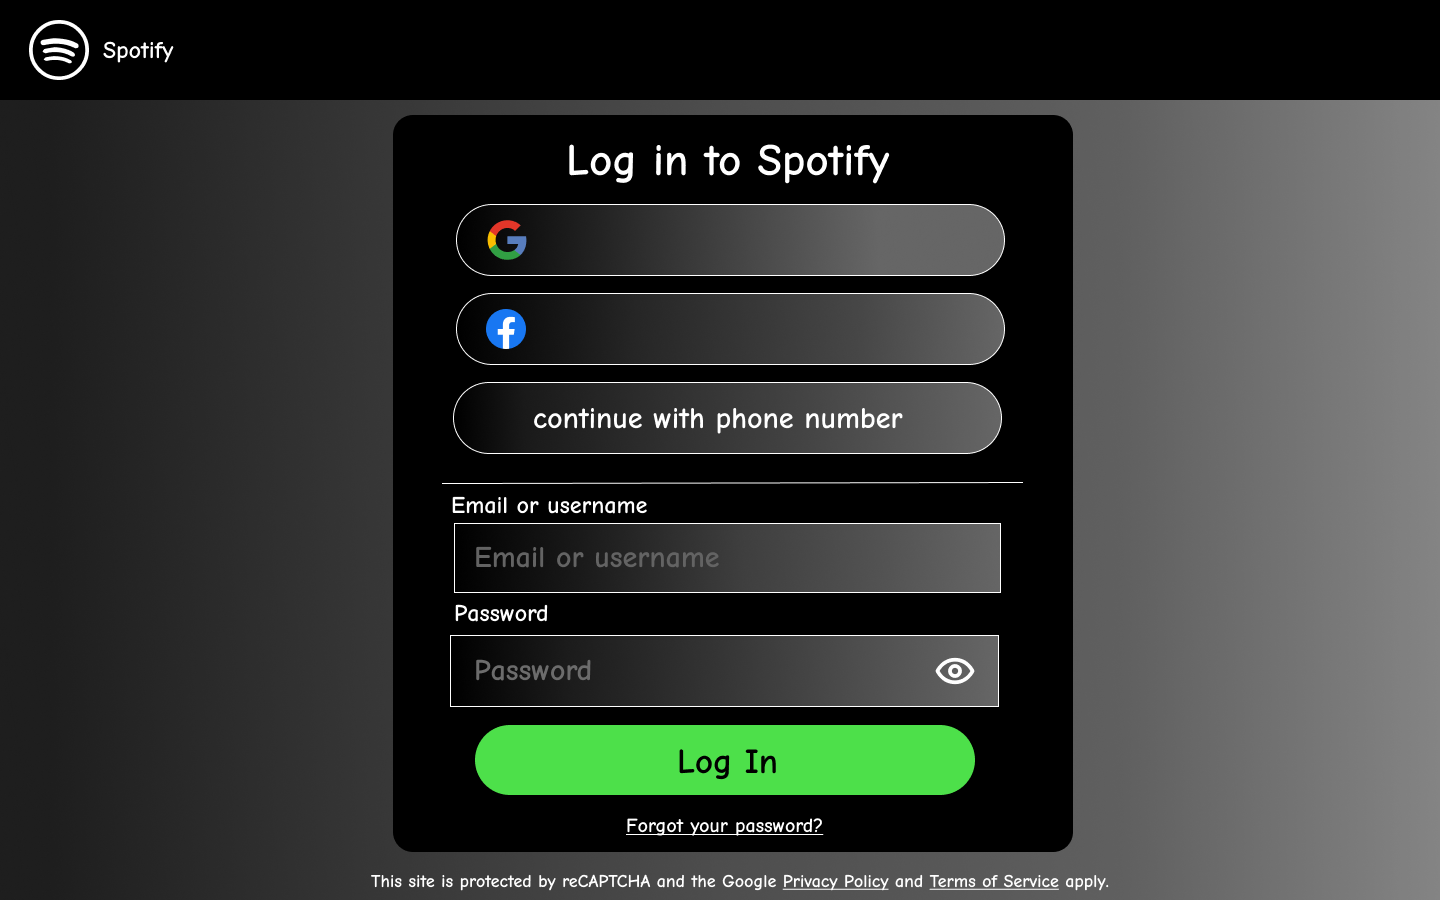 Spotify
Log in to Spotify
continue with phone number
Email or username
Email or username
Password
Password
Log In
Forgot your password?
This site is protected by reCAPTCHA and the Google Privacy Policy and Terms of Service apply.